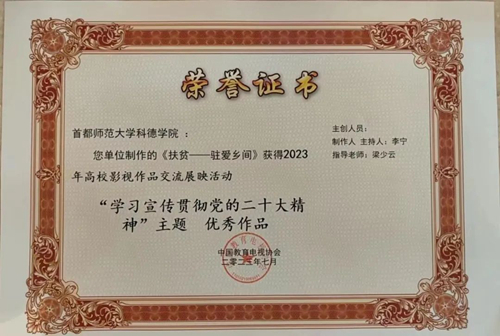 荣誉证书
首都师范大学科德学院 :
您单位制作的《扶贫——驻爱乡间》获得2023
年高校影视作品交流展映活动
“学习宣传贯彻党的二十大精
神”主题 优秀作品
主创人员:
制作人 主持人:李宁
指导老师:梁少云
中国教育电视协会
二零二三年七月